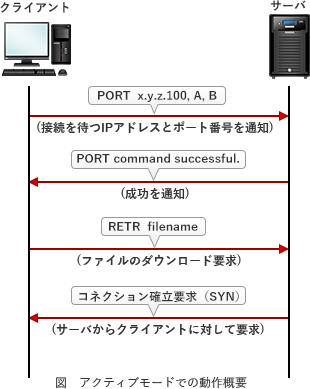 クライアント
サーバ
PORT x.y.z.100, A, B
(接続を待つIPアドレスとポート番号を通知)
PORT command successful.
(成功を通知)
RETR filename
(ファイルのダウンロード要求)
コネクション確立要求（SYN）
(サーバからクライアントに対して要求)
図　アクティブモードでの動作概要